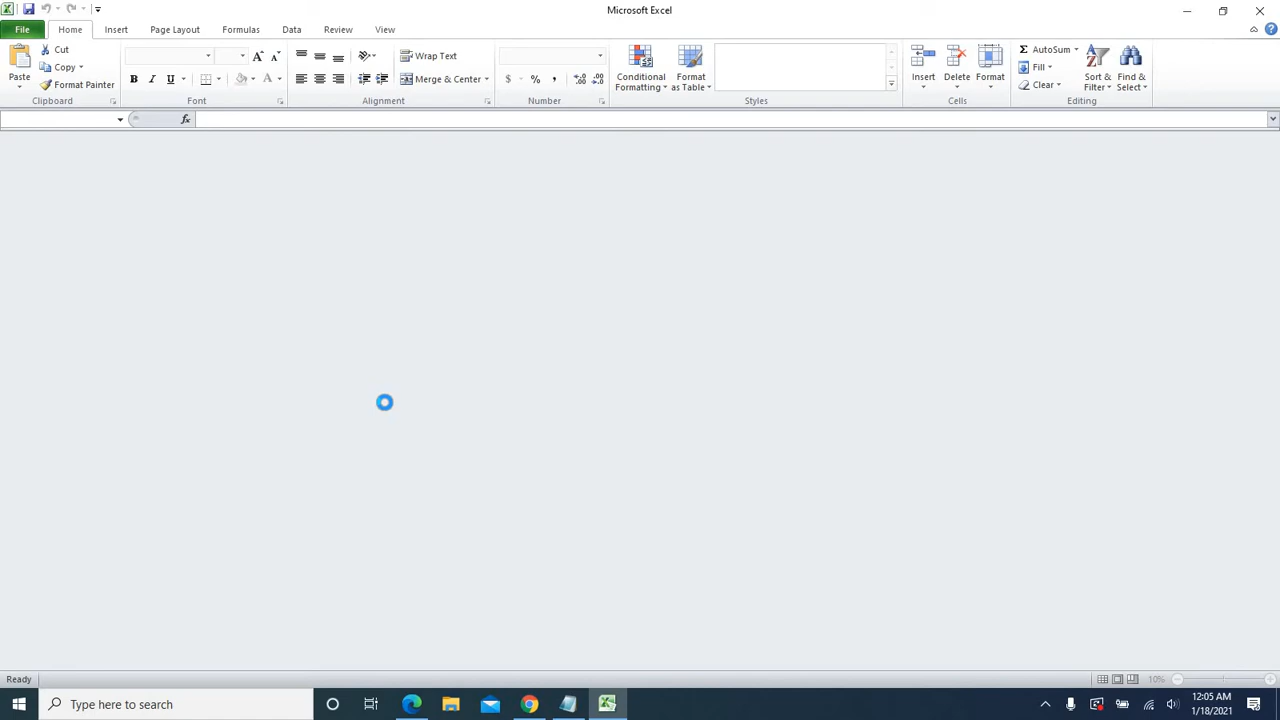 Microsoft Excel
File Home Insert Page Layout Formulas Data Review View
Paste
Cut
Copy
Format Painter
Clipboard
B I U
A A
A
Font
Wrap Text
Merge & Center
Alignment
$ % ,
Number
Conditional Formatting
Format as Table
Styles
Insert
Delete
Format
Cells
Σ AutoSum
Fill
Clear
Sort & Filter
Find & Select
Editing
fx
Ready
10%
Type here to search
12:05 AM
1/18/2021